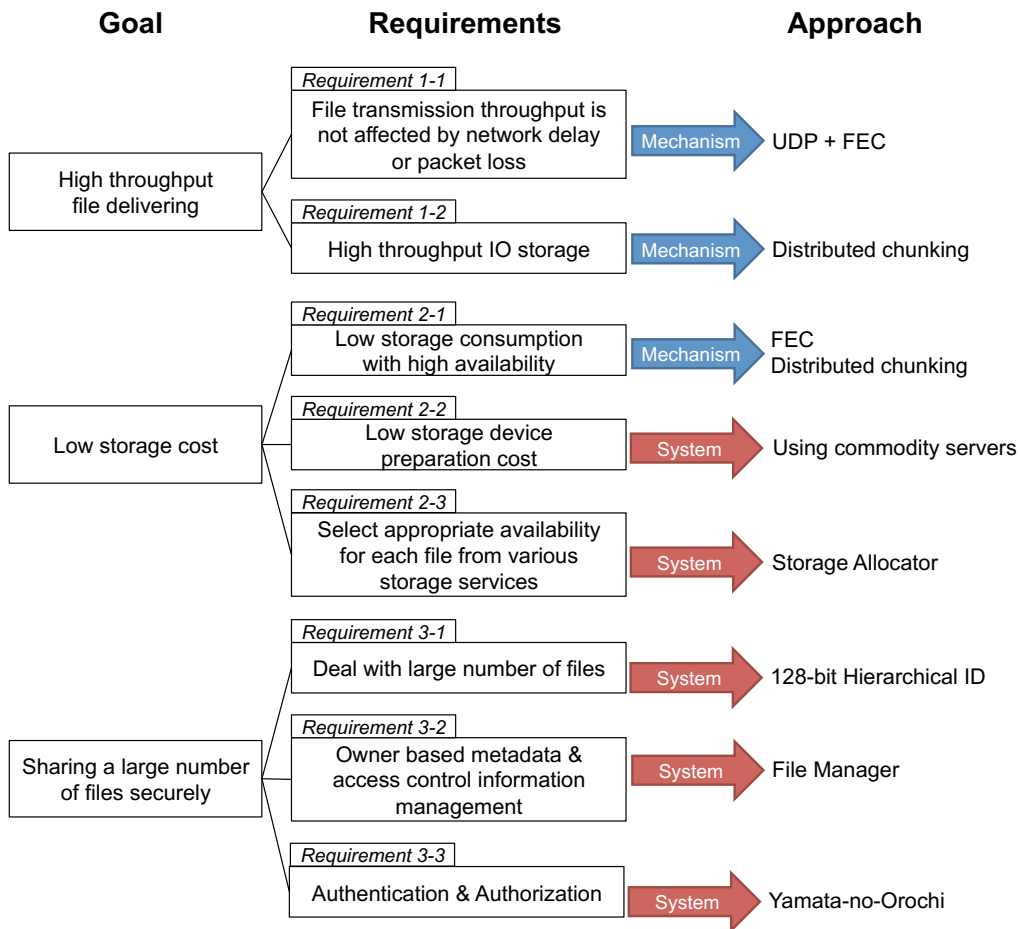 Goal
Requirements
Approach
High throughput
file delivering
Requirement 1-1
File transmission throughput is
not affected by network delay
or packet loss
Mechanism
UDP + FEC
Requirement 1-2
High throughput IO storage
Mechanism
Distributed chunking
Low storage cost
Requirement 2-1
Low storage consumption
with high availability
Mechanism
FEC
Distributed chunking
Requirement 2-2
Low storage device
preparation cost
System
Using commodity servers
Requirement 2-3
Select appropriate availability
for each file from various
storage services
System
Storage Allocator
Sharing a large number
of files securely
Requirement 3-1
Deal with large number of files
System
128-bit Hierarchical ID
Requirement 3-2
Owner based metadata &
access control information
management
System
File Manager
Requirement 3-3
Authentication & Authorization
System
Yamata-no-Orochi